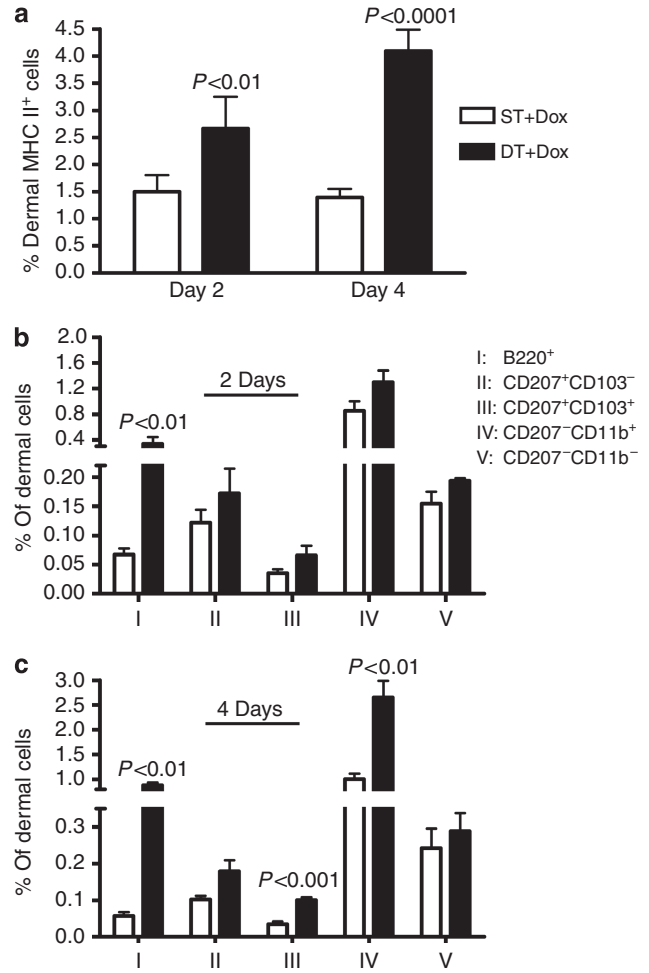 a
P<0.0001
4.5
4.0
3.5
3.0
2.5
2.0
1.5
1.0
0.5
0.0
% Dermal MHC II⁺ cells
P<0.01
ST+Dox
DT+Dox
Day 2
Day 4
b
2.0
1.6
1.2
0.8
0.4
0.20
0.15
0.10
0.05
0.00
% Of dermal cells
2 Days
P<0.01
I: B220⁺
II: CD207⁺CD103⁻
III: CD207⁺CD103⁺
IV: CD207⁻CD11b⁺
V: CD207⁻CD11b⁻
I II III IV V
c
3.0
2.5
2.0
1.5
1.0
0.3
0.2
0.1
0.0
% Of dermal cells
4 Days
P<0.01
P<0.001
P<0.01
I II III IV V